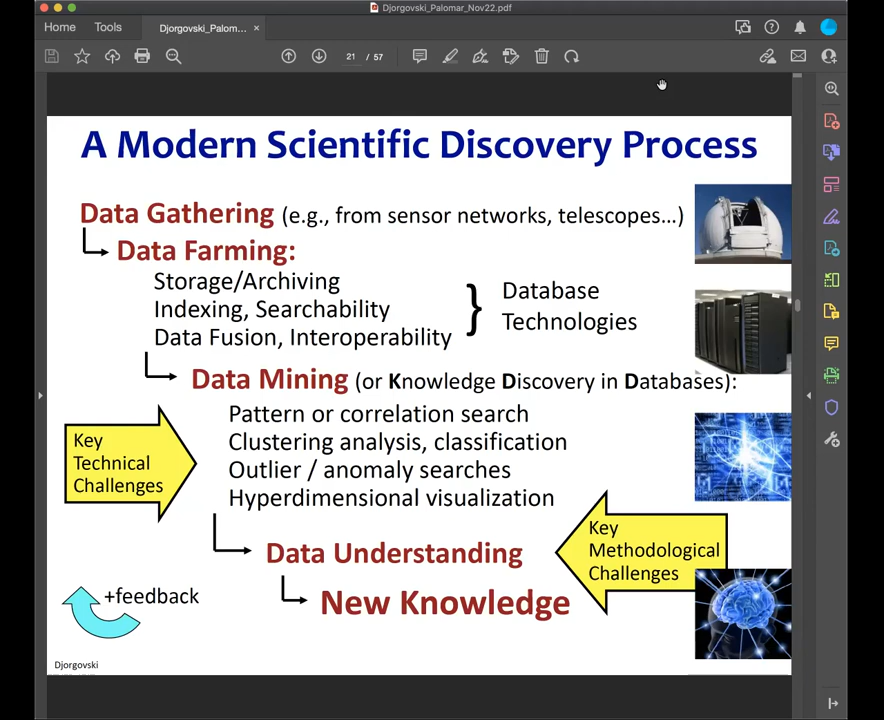 Djorgovski_Palomar_Nov22.pdf
Home
Tools
Djorgovski_Palom...
21 / 57
A Modern Scientific Discovery Process
Data Gathering (e.g., from sensor networks, telescopes…)
Data Farming:
Storage/Archiving
Indexing, Searchability
Data Fusion, Interoperability
} Database
Technologies
Data Mining (or Knowledge Discovery in Databases):
Pattern or correlation search
Clustering analysis, classification
Outlier / anomaly searches
Hyperdimensional visualization
Key
Technical
Challenges
Data Understanding
Key
Methodological
Challenges
New Knowledge
+feedback
Djorgovski